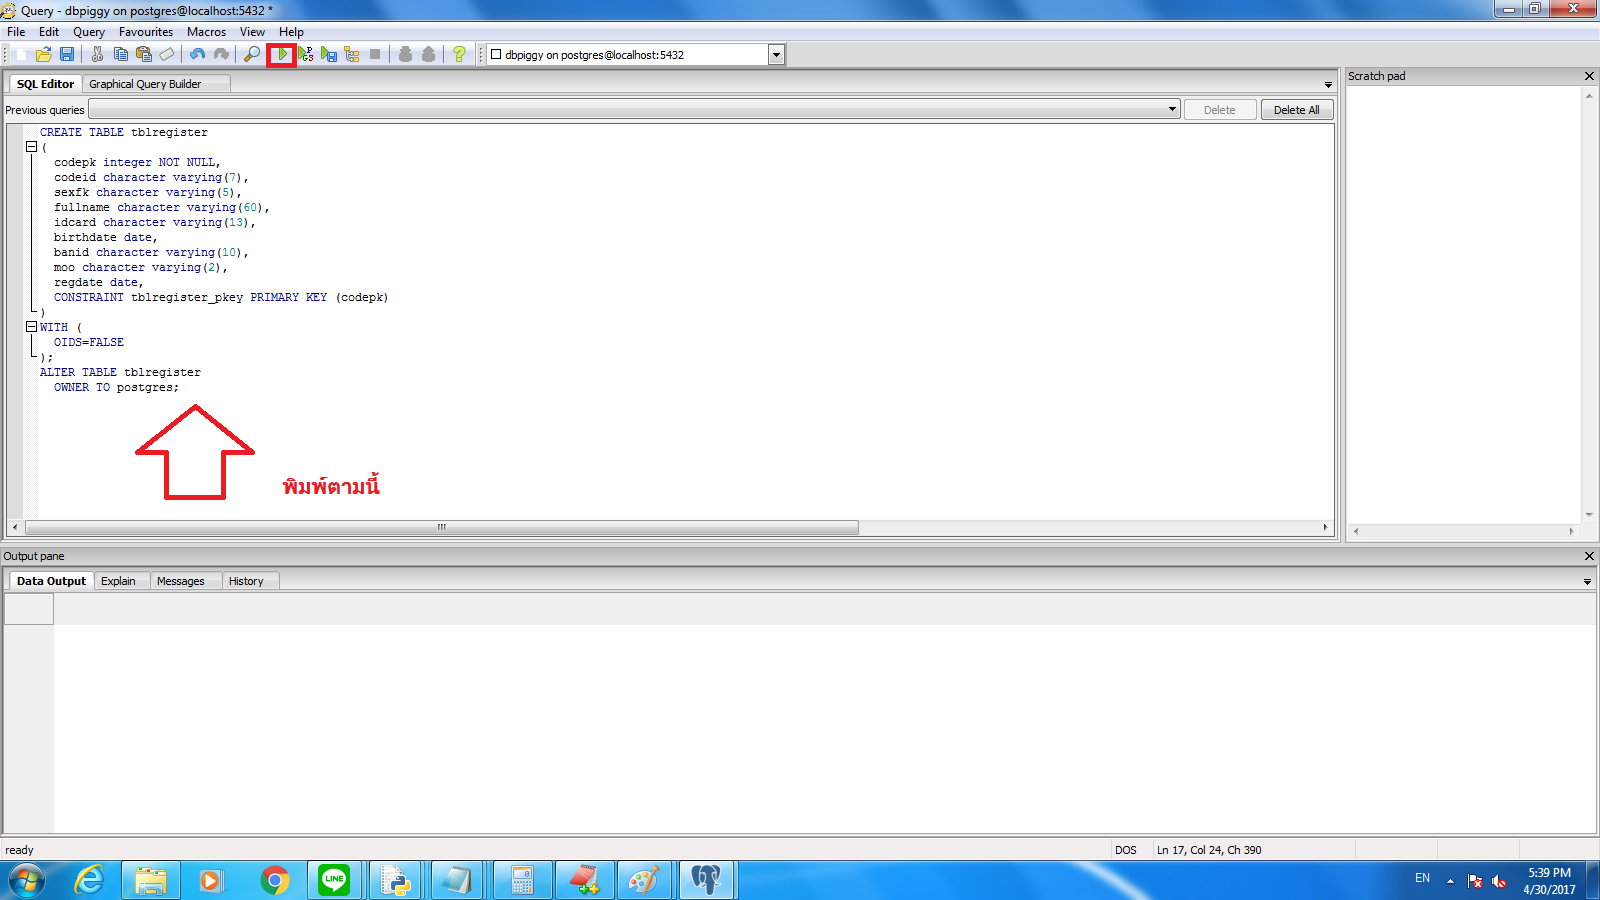 Query - dbpiggy on postgres@localhost:5432 *
File Edit Query Favourites Macros View Help
dbpiggy on postgres@localhost:5432
SQL Editor Graphical Query Builder
Scratch pad
Previous queries Delete Delete All
CREATE TABLE tblregister
(
codepk integer NOT NULL,
codeid character varying(7),
sexfk character varying(5),
fullname character varying(60),
idcard character varying(13),
birthdate date,
banid character varying(10),
moo character varying(2),
regdate date,
CONSTRAINT tblregister_pkey PRIMARY KEY (codepk)
)
WITH (
OIDS=FALSE
);
ALTER TABLE tblregister
OWNER TO postgres;
พิมพ์ตามนี้
Output pane
Data Output Explain Messages History
ready DOS Ln 17, Col 24, Ch 390
LINE
EN
5:39 PM
4/30/2017